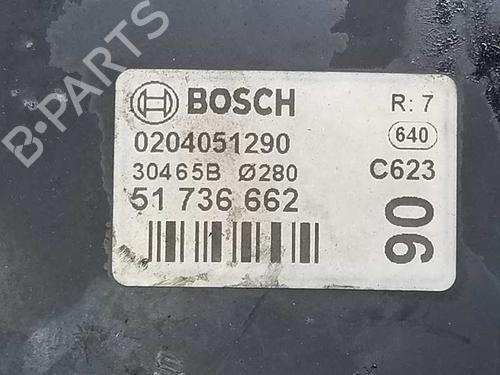 B-PARTS
BOSCH
R: 7
0204051290
640
30465B Ø280
C623
51 736 662
90